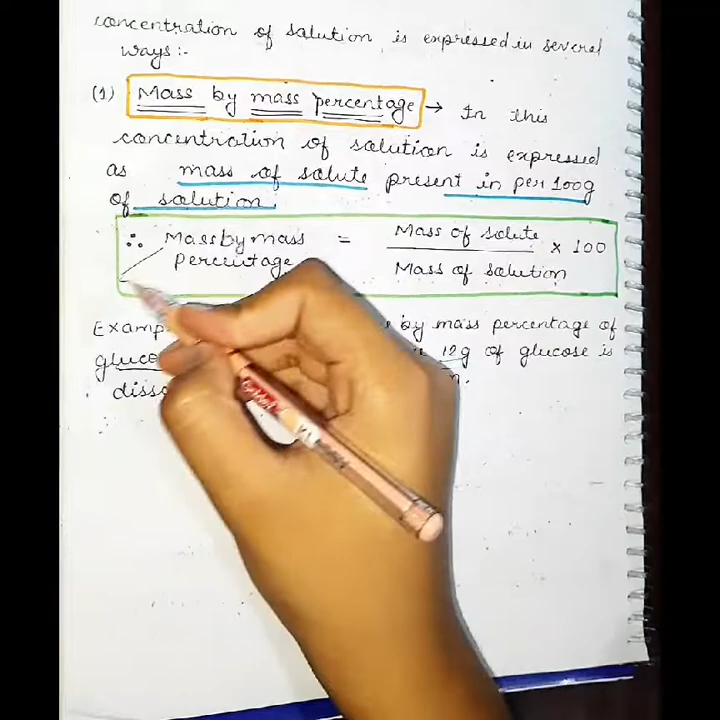 concentration of solution is expressed in several
ways :-
(1) Mass by mass percentage → In this
concentration of solution is expressed
as mass of solute present in per 100g
of solution.
∴ Mass by mass percentage = Mass of solute / Mass of solution x 100
by mass percentage of
12g of glucose is